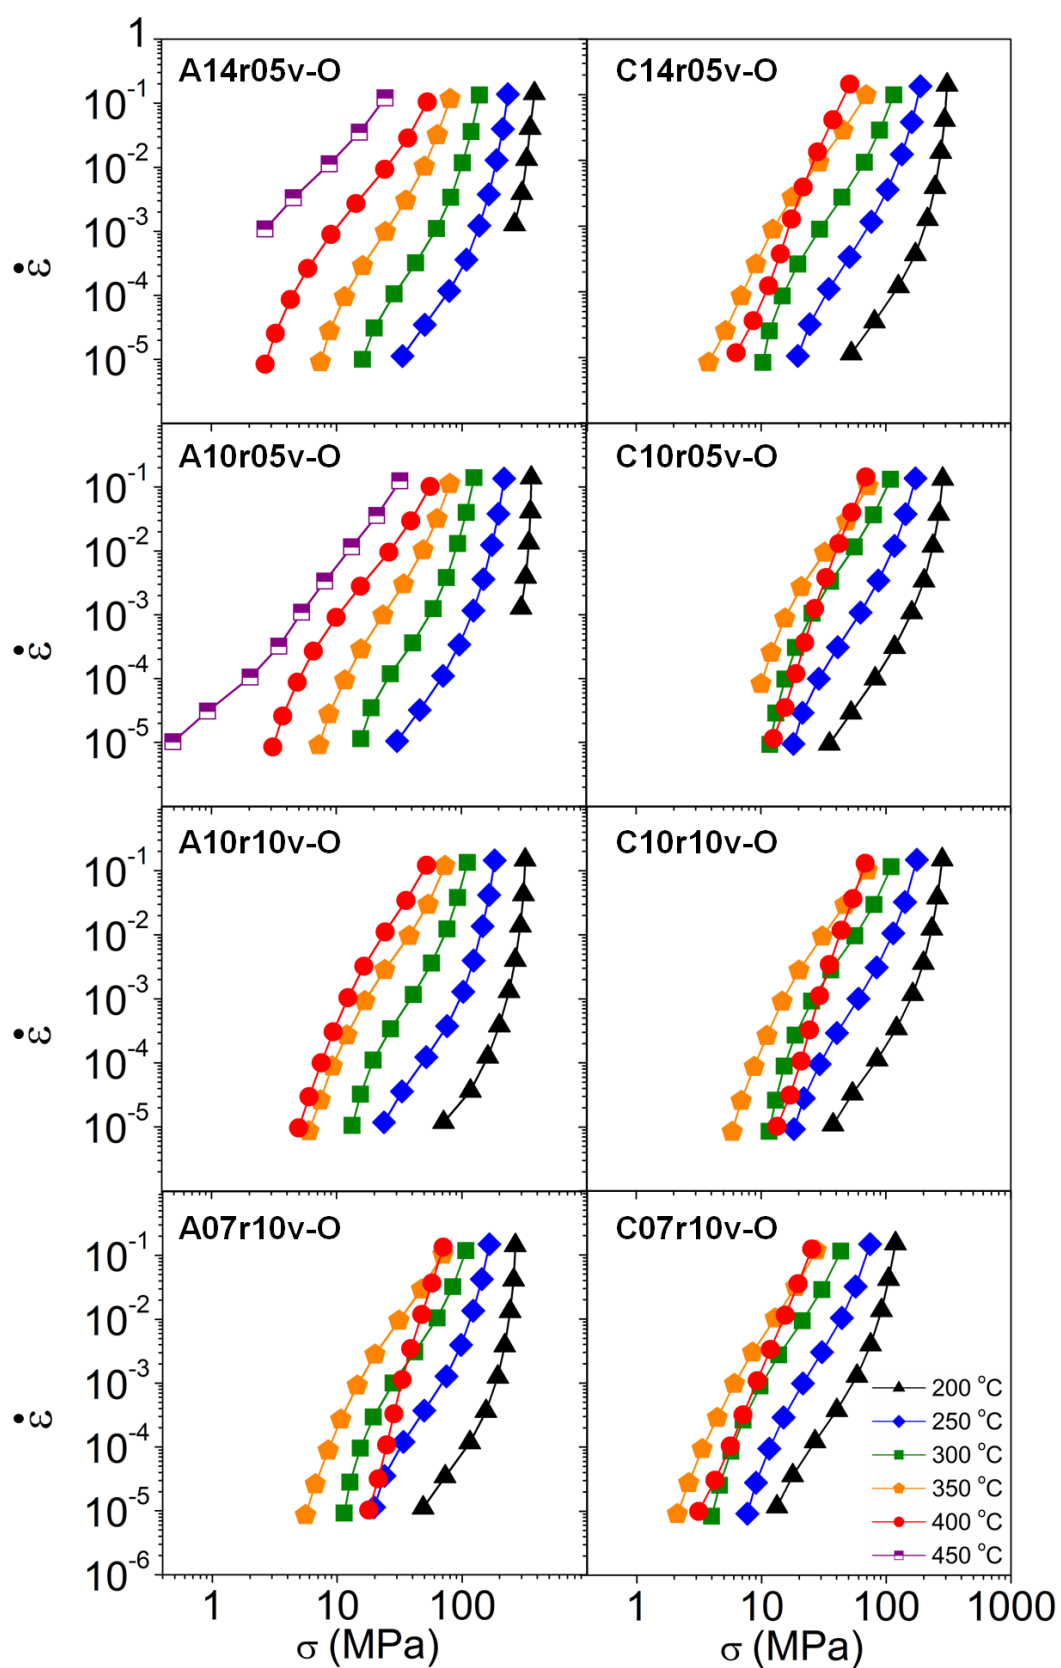 1
10⁻¹
10⁻²
10⁻³
10⁻⁴
10⁻⁵
ε̇
A14r05v-O
C14r05v-O
10⁻¹
10⁻²
10⁻³
10⁻⁴
10⁻⁵
ε̇
A10r05v-O
C10r05v-O
10⁻¹
10⁻²
10⁻³
10⁻⁴
10⁻⁵
ε̇
A10r10v-O
C10r10v-O
10⁻¹
10⁻²
10⁻³
10⁻⁴
10⁻⁵
10⁻⁶
ε̇
A07r10v-O
C07r10v-O
200 °C
250 °C
300 °C
350 °C
400 °C
450 °C
1 10 100 1 10 100 1000
σ (MPa) σ (MPa)